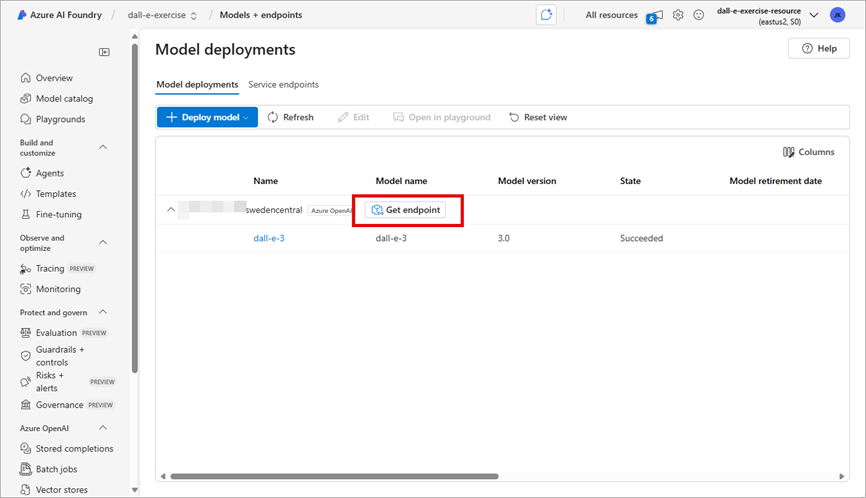 Azure AI Foundry / dall-e-exercise / Models + endpoints All resources 6 dall-e-exercise-resource (eastus2, S0) JK
Model deployments Help
Model deployments Service endpoints
Deploy model Refresh Edit Open in playground Reset view
Columns
Name Model name Model version State Model retirement date
swedencentral Azure OpenAI Get endpoint
dall-e-3 dall-e-3 3.0 Succeeded
Overview
Model catalog
Playgrounds
Build and
customize
Agents
Templates
Fine-tuning
Observe and
optimize
Tracing PREVIEW
Monitoring
Protect and govern
Evaluation PREVIEW
Guardrails +
controls
Risks +
alerts PREVIEW
Governance PREVIEW
Azure OpenAI
Stored completions
Batch jobs
Vector stores